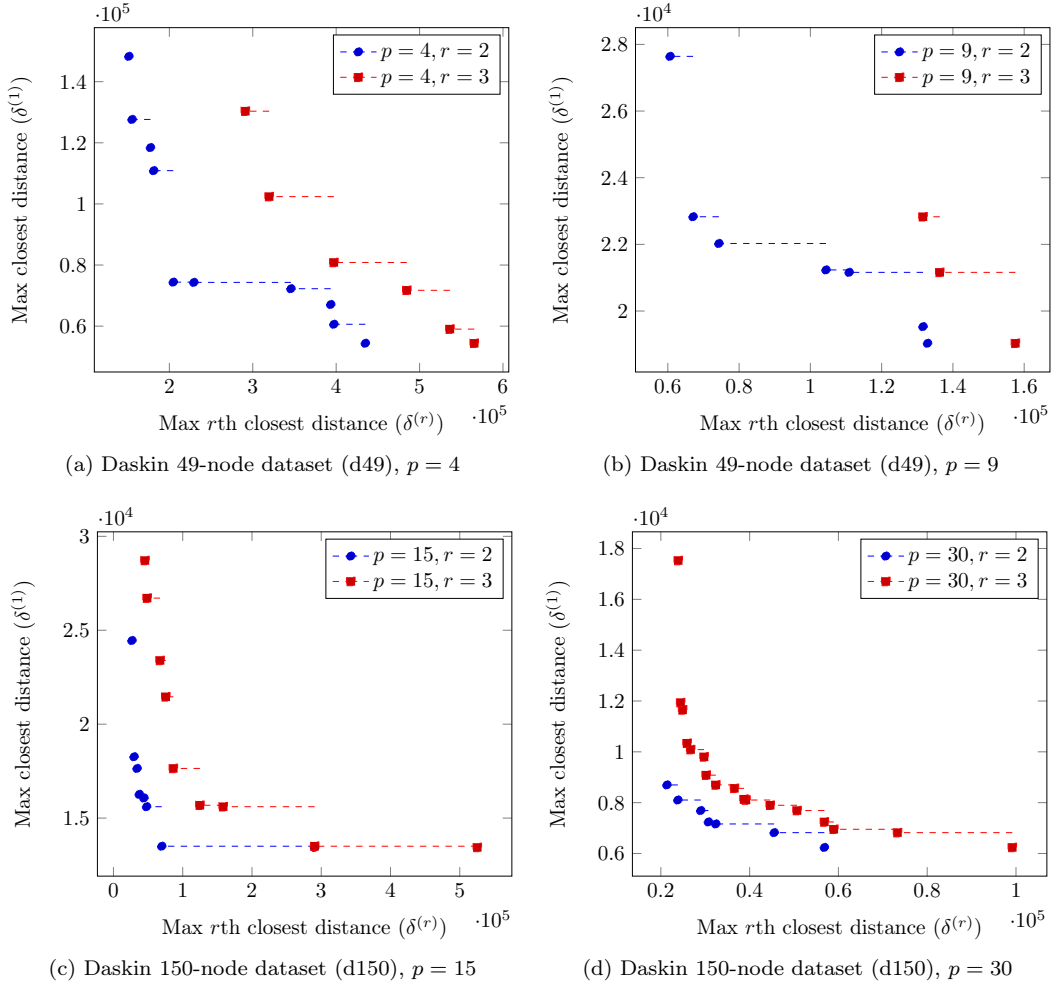 ·10^5
1.4
1.2
1
0.8
0.6
2
3
4
5
6
·10^5
Max closest distance (δ^(1))
Max rth closest distance (δ^(r))
p = 4, r = 2
p = 4, r = 3
(a) Daskin 49-node dataset (d49), p = 4
·10^4
2.8
2.6
2.4
2.2
2
0.6
0.8
1
1.2
1.4
1.6
·10^5
Max closest distance (δ^(1))
Max rth closest distance (δ^(r))
p = 9, r = 2
p = 9, r = 3
(b) Daskin 49-node dataset (d49), p = 9
·10^4
3
2.5
2
1.5
0
1
2
3
4
5
·10^5
Max closest distance (δ^(1))
Max rth closest distance (δ^(r))
p = 15, r = 2
p = 15, r = 3
(c) Daskin 150-node dataset (d150), p = 15
·10^4
1.8
1.6
1.4
1.2
1
0.8
0.6
0.2
0.4
0.6
0.8
1
·10^5
Max closest distance (δ^(1))
Max rth closest distance (δ^(r))
p = 30, r = 2
p = 30, r = 3
(d) Daskin 150-node dataset (d150), p = 30